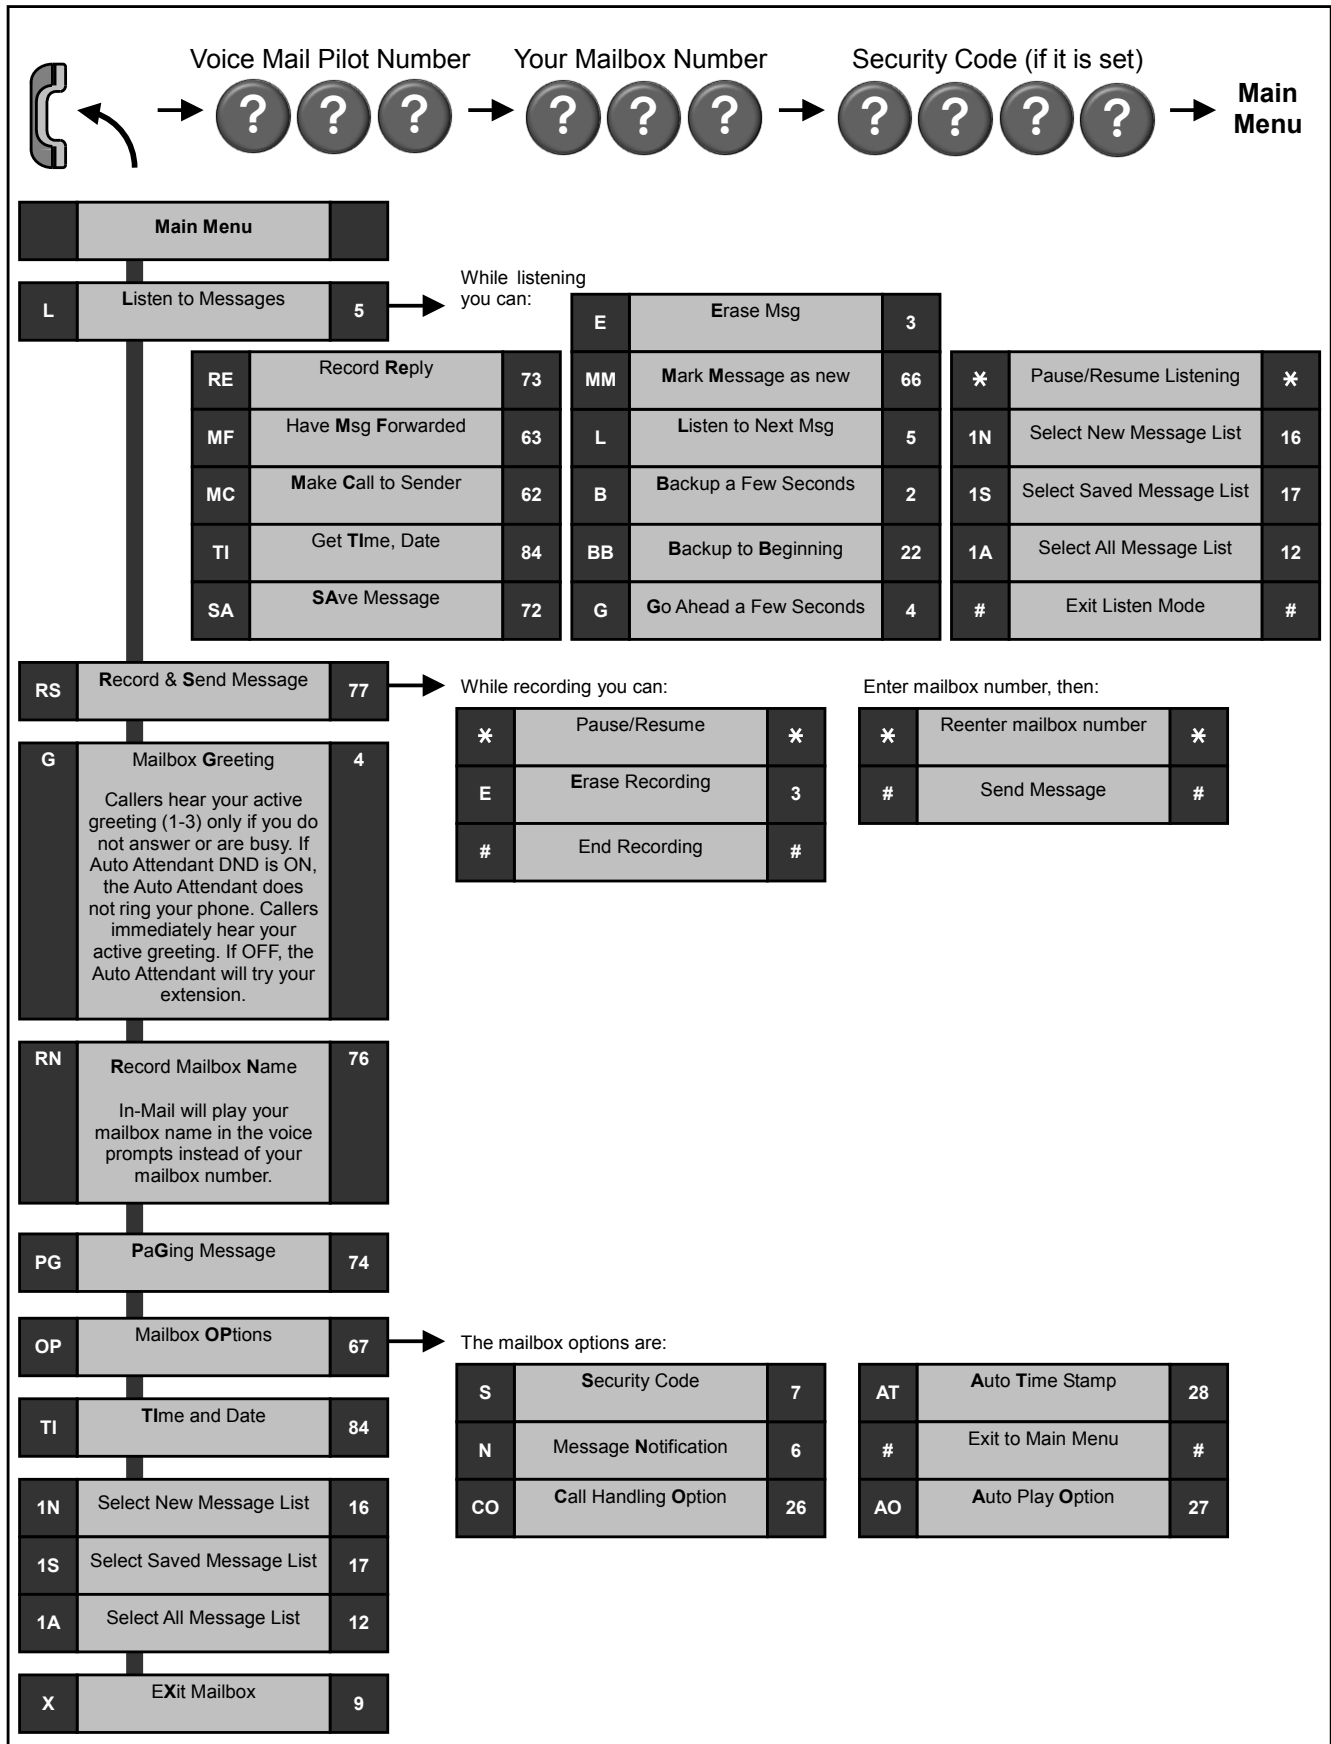 Voice Mail Pilot Number
Your Mailbox Number
Security Code (if it is set)
? ? ?
? ? ?
? ? ? ?
Main
Menu
Main Menu
L Listen to Messages 5
While listening
you can:
E Erase Msg 3
RE Record Reply 73
MM Mark Message as new 66
* Pause/Resume Listening *
MF Have Msg Forwarded 63
L Listen to Next Msg 5
1N Select New Message List 16
MC Make Call to Sender 62
B Backup a Few Seconds 2
1S Select Saved Message List 17
TI Get TIme, Date 84
BB Backup to Beginning 22
1A Select All Message List 12
SA SAve Message 72
G Go Ahead a Few Seconds 4
# Exit Listen Mode #
RS Record & Send Message 77
While recording you can:
* Pause/Resume *
E Erase Recording 3
# End Recording #
Enter mailbox number, then:
* Reenter mailbox number *
# Send Message #
G Mailbox Greeting 4
Callers hear your active
greeting (1-3) only if you do
not answer or are busy. If
Auto Attendant DND is ON,
the Auto Attendant does
not ring your phone. Callers
immediately hear your
active greeting. If OFF, the
Auto Attendant will try your
extension.
RN Record Mailbox Name 76
In-Mail will play your
mailbox name in the voice
prompts instead of your
mailbox number.
PG PaGing Message 74
OP Mailbox OPtions 67
The mailbox options are:
S Security Code 7
AT Auto Time Stamp 28
N Message Notification 6
# Exit to Main Menu #
CO Call Handling Option 26
AO Auto Play Option 27
TI TIme and Date 84
1N Select New Message List 16
1S Select Saved Message List 17
1A Select All Message List 12
X EXit Mailbox 9